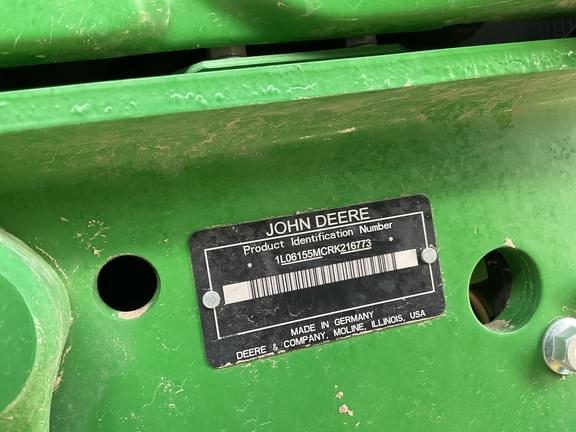 JOHN DEERE
Product Identification Number
* 1L06155MCRK216773 *
MADE IN GERMANY
DEERE & COMPANY, MOLINE, ILLINOIS, USA